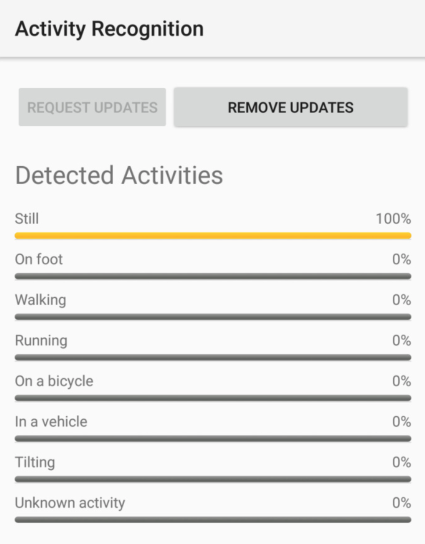 Activity Recognition
REQUEST UPDATES REMOVE UPDATES
Detected Activities
Still 100%
On foot 0%
Walking 0%
Running 0%
On a bicycle 0%
In a vehicle 0%
Tilting 0%
Unknown activity 0%